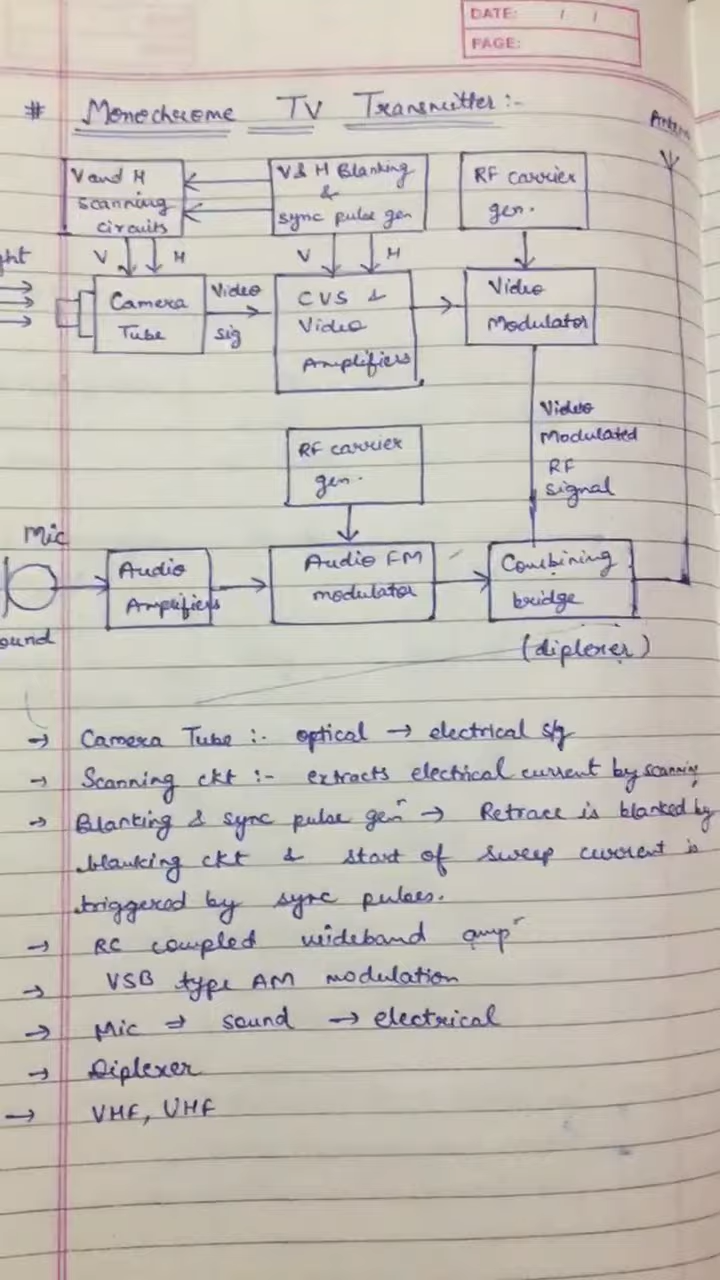 DATE: / /
PAGE:
# Monochrome TV Transmitter :-
V and H
scanning
circuits
V & H Blanking
&
sync pulse gen
RF carrier
gen.
V H
V H
Camera
Tube
Video
sig
CVS &
Video
Amplifiers
Video
Modulator
Video
Modulated
RF
signal
RF carrier
gen.
Mic
Audio
Amplifiers
Audio FM
modulator
Combining
bridge
(diplexer)
→ Camera Tube :- optical → electrical sig
→ Scanning ckt :- extracts electrical current by scanning
→ Blanking & sync pulse genⁿ → Retrace is blanked by
blanking ckt & start of sweep current is
triggered by sync pulses.
→ RC coupled wideband ampʳ
→ VSB type AM modulation
→ Mic ⇒ sound → electrical
→ Diplexer
→ VHF, UHF